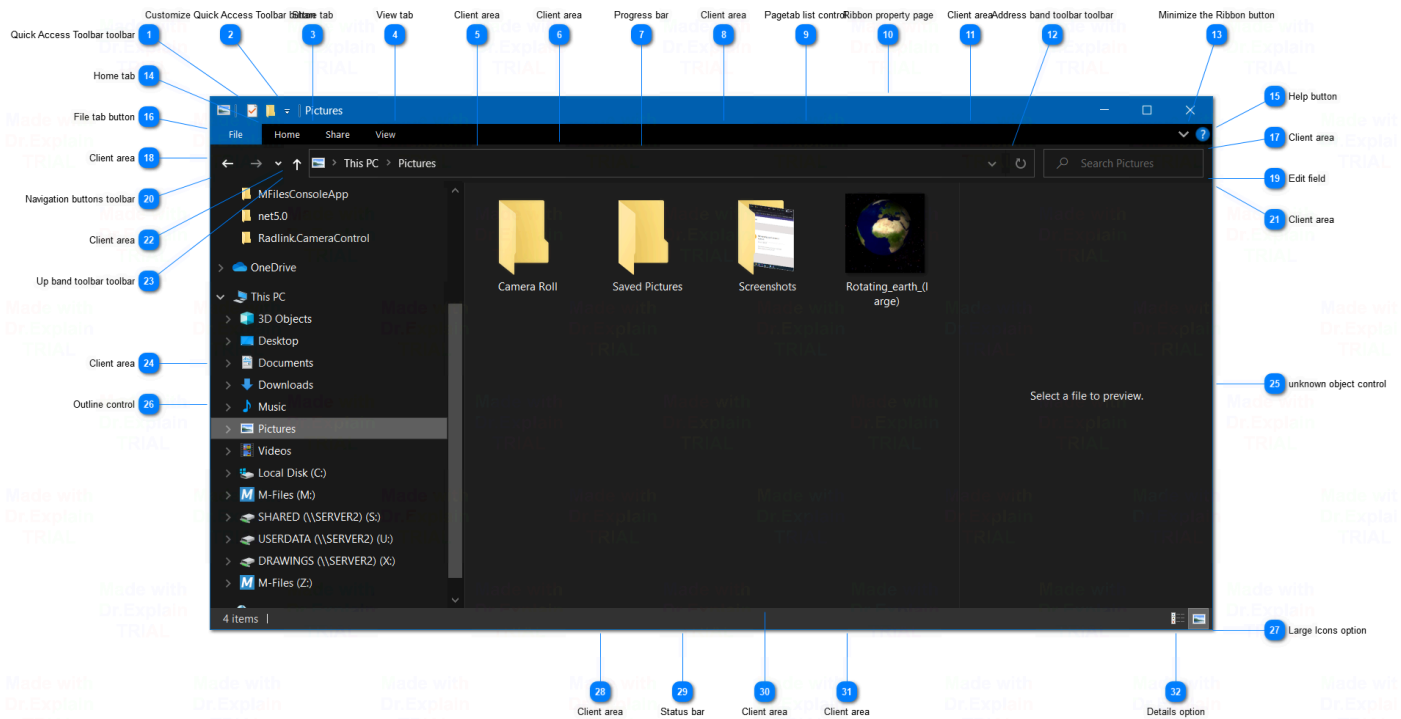 Customize Quick Access Toolbar button
Share tab
View tab
Client area
Client area
Progress bar
Client area
Pagetab list control
Ribbon property page
Client area
Address band toolbar toolbar
Minimize the Ribbon button
Quick Access Toolbar toolbar
1
2
3
4
5
6
7
8
9
10
11
12
13
Home tab
14
Pictures
15
Help button
File tab button
16
File
Home
Share
View
17
Client area
Client area
18
This PC
Pictures
Search Pictures
19
Edit field
Navigation buttons toolbar
20
MFilesConsoleApp
net5.0
21
Client area
Client area
22
Radlink.CameraControl
OneDrive
Up band toolbar toolbar
23
Camera Roll
Saved Pictures
Screenshots
Rotating_earth_(l
arge)
This PC
3D Objects
Desktop
Client area
24
Documents
Downloads
25
unknown object control
Outline control
26
Music
Select a file to preview.
Pictures
Videos
Local Disk (C:)
M-Files (M:)
SHARED (\\SERVER2) (S:)
USERDATA (\\SERVER2) (U:)
DRAWINGS (\\SERVER2) (X:)
M-Files (Z:)
4 items
27
Large Icons option
28
29
30
31
32
Client area
Status bar
Client area
Client area
Details option
Made with
Dr.Explain
TRIAL